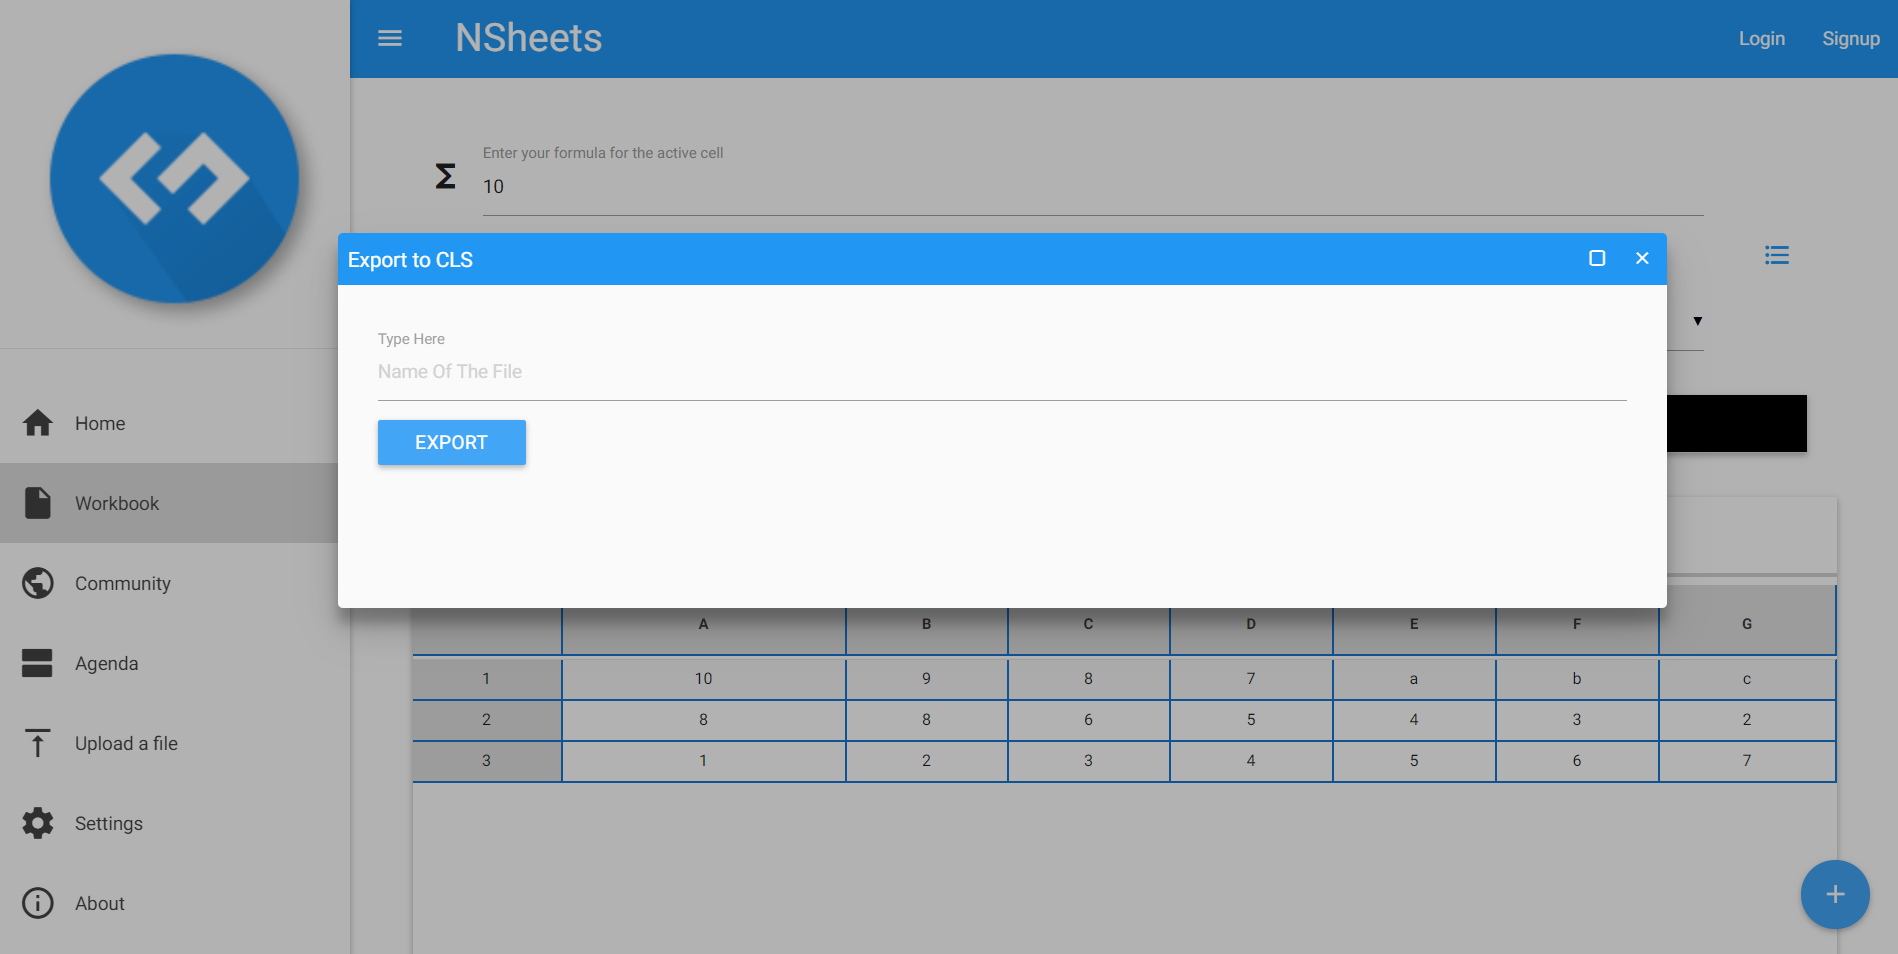 NSheets
Login
Signup
Enter your formula for the active cell
Σ
10
Export to CLS
Type Here
Name Of The File
EXPORT
Home
Workbook
Community
Agenda
Upload a file
Settings
About
A B C D E F G
1 10 9 8 7 a b c
2 8 8 6 5 4 3 2
3 1 2 3 4 5 6 7
+